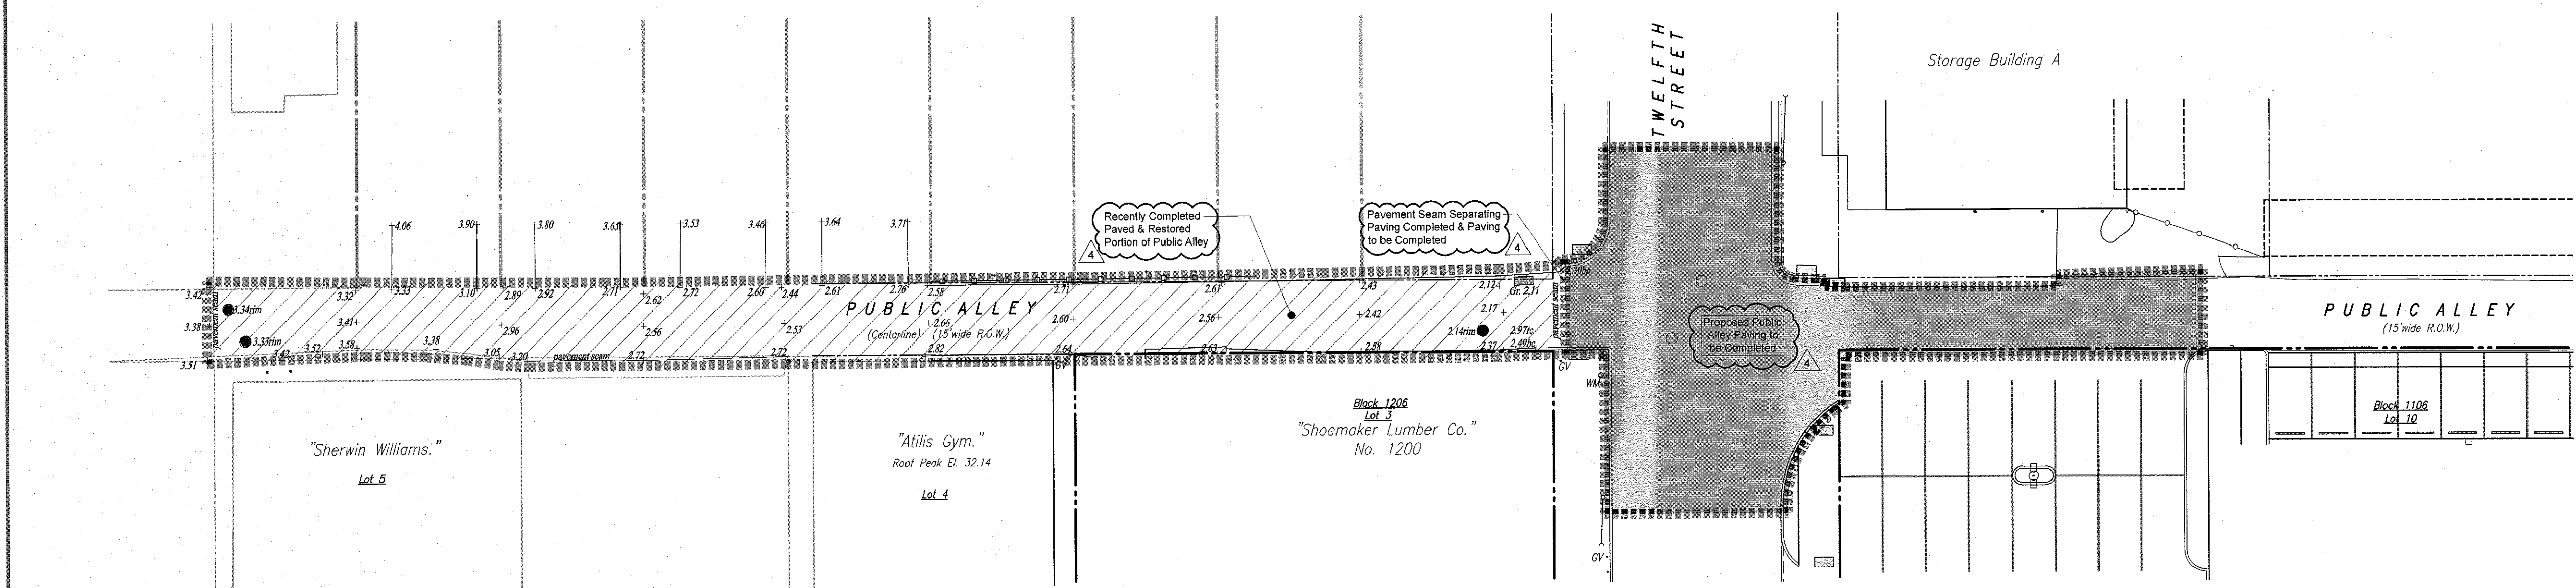 TWELFTH
STREET
Storage Building A
4.06
3.90
3.80
3.65
3.53
3.46
3.64
3.71
Recently Completed
Paved & Restored
Portion of Public Alley
4
Pavement Seam Separating
Paving Completed & Paving
to be Completed
4
3.42
3.32
3.33
3.10
2.89
2.92
2.71
2.62
2.72
2.60
2.44
2.61
2.76
2.58
2.71
2.61
2.43
2.12
Gr. 2.11
2.30bc
pavement seam
3.34rim
PUBLIC ALLEY
(Centerline) (15'wide R.O.W.)
3.38
3.41
2.96
2.56
2.53
2.66
2.60
2.56
2.42
2.17
2.14rim
2.97tc
2.49bc
pavement seam
3.33rim
3.42
3.52
3.58
3.38
3.05
3.20
pavement seam
2.72
2.72
2.82
2.64
2.63
2.58
2.37
3.51
GV
GV
WM
Proposed Public
Alley Paving to
be Completed
4
PUBLIC ALLEY
(15'wide R.O.W.)
"Sherwin Williams."
Lot 5
"Atilis Gym."
Roof Peak El. 32.14
Lot 4
Block 1206
Lot 3
"Shoemaker Lumber Co."
No. 1200
Block 1106
Lot 10
GV